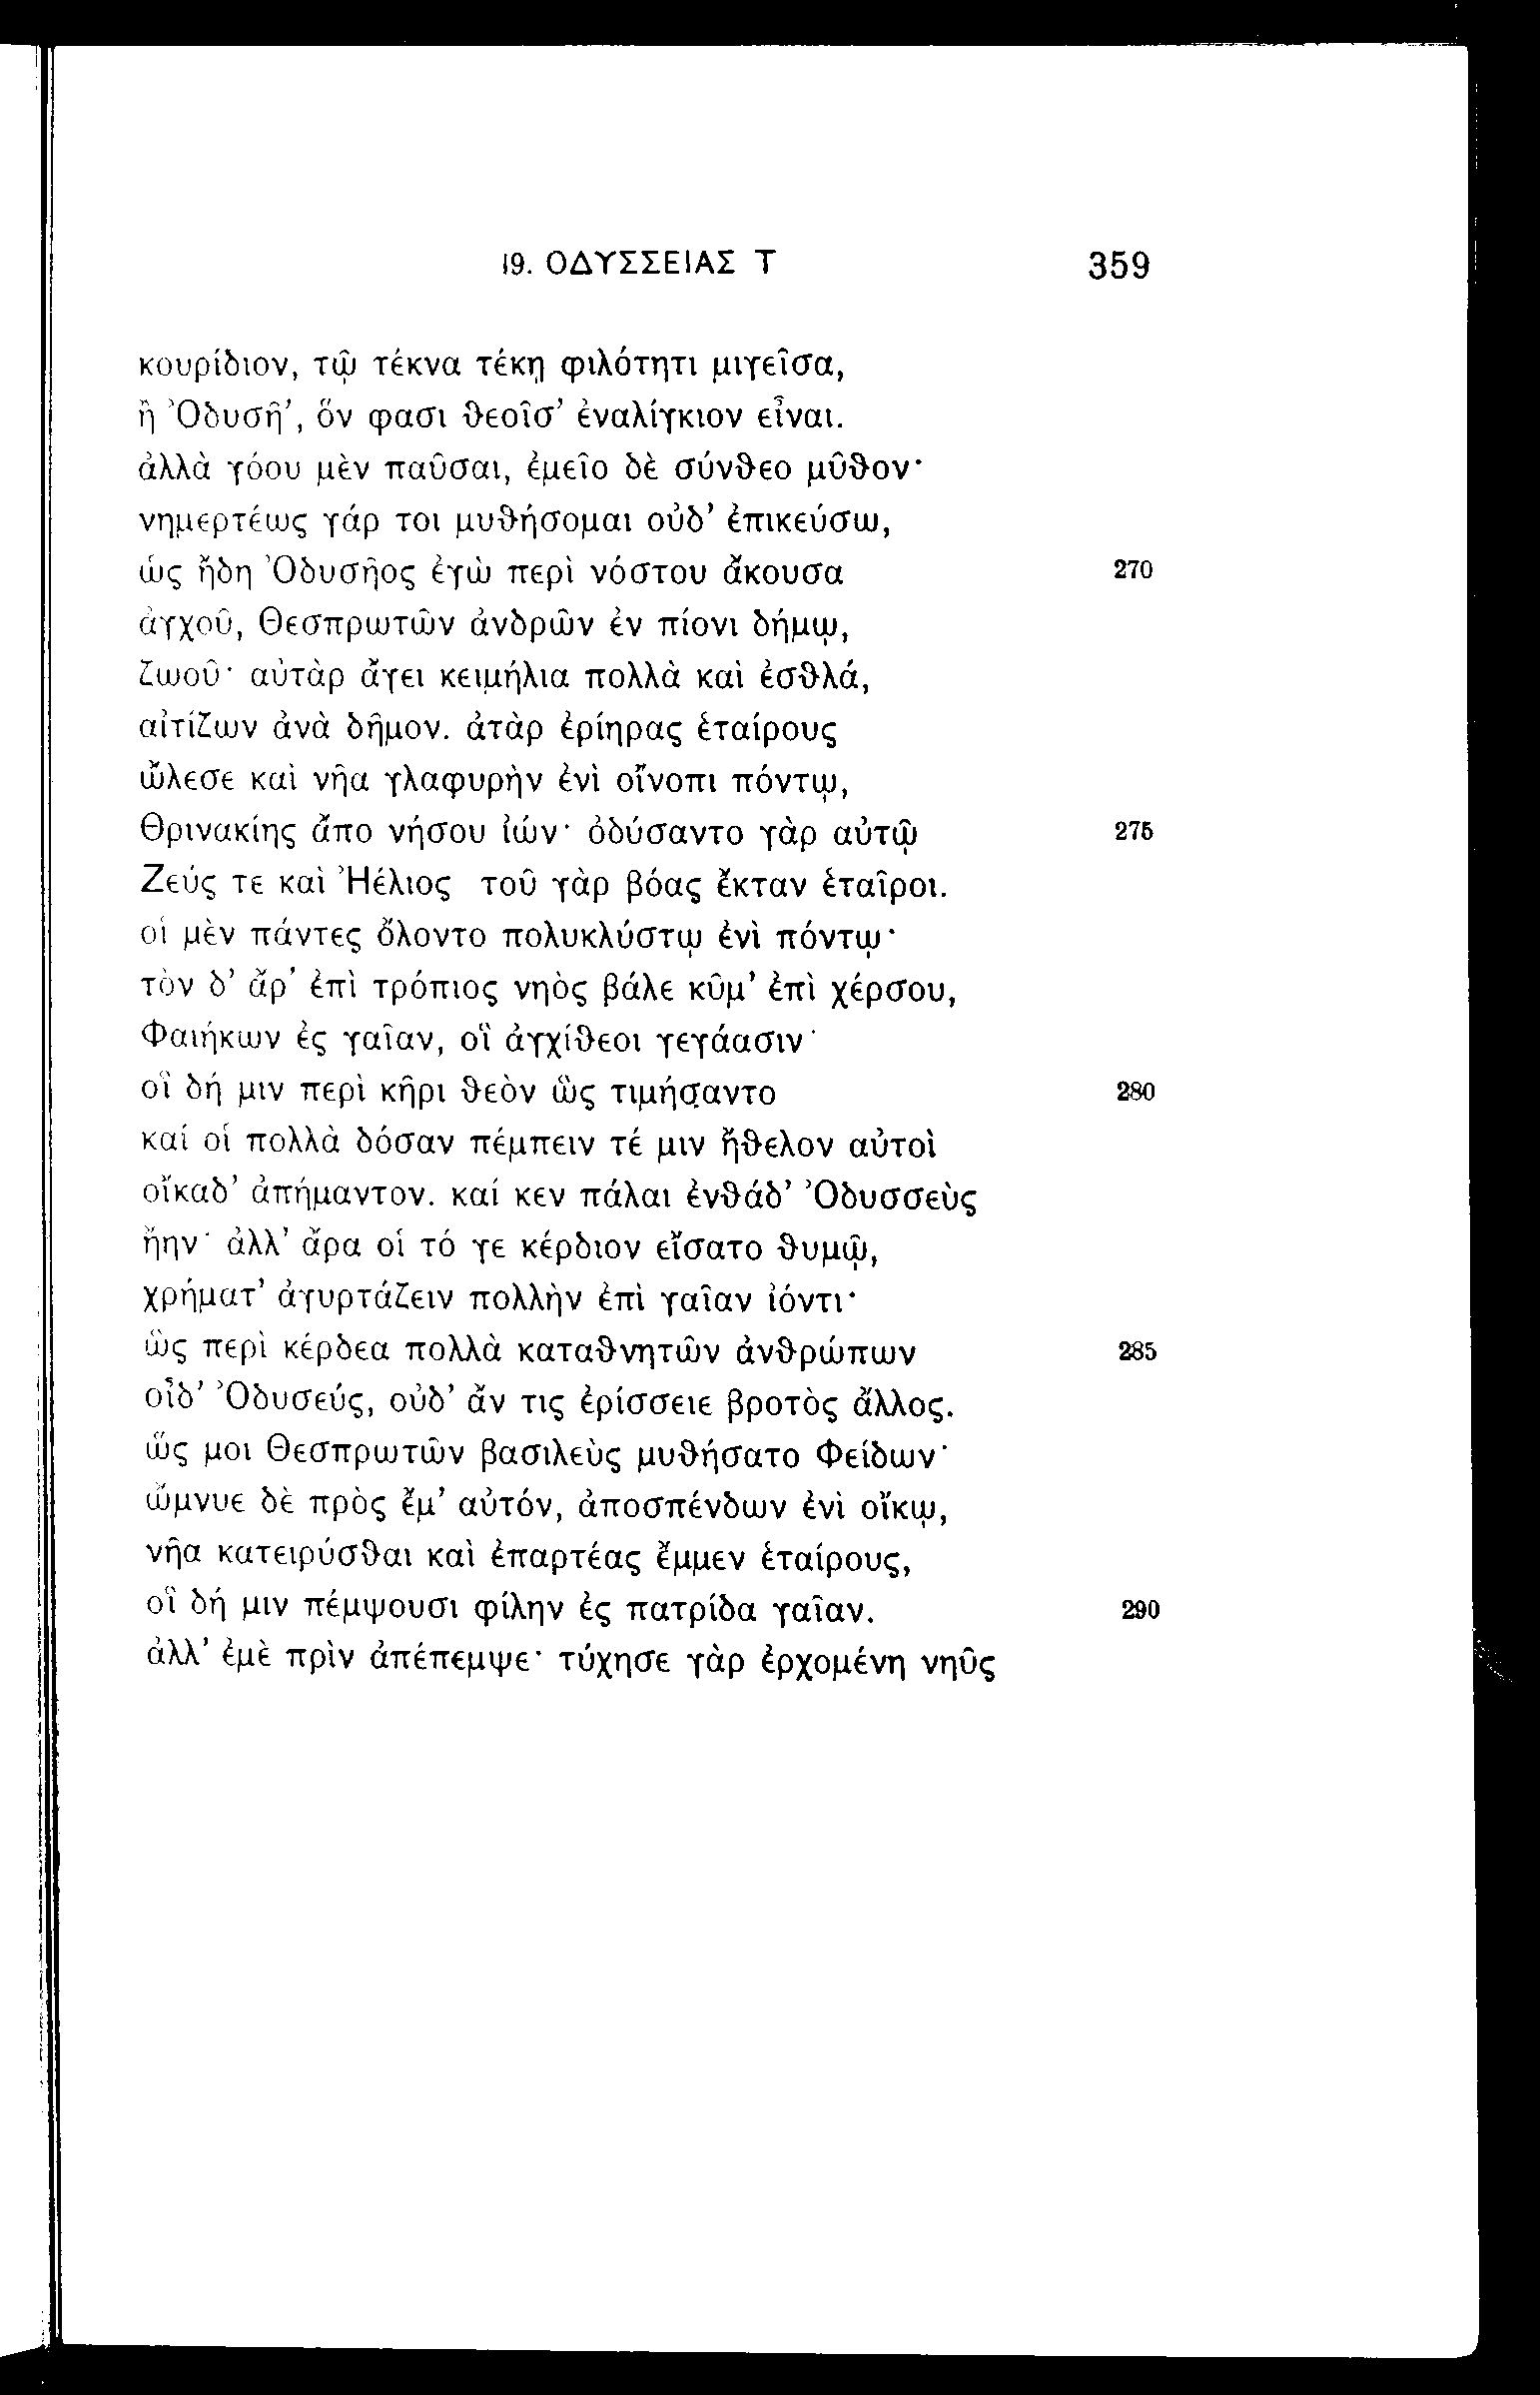 19. ΟΔΥΣΣΕΙΑΣ Τ 359
κουρίδιον, τῷ τέκνα τέκῃ φιλότητι μιγεῖσα,
ἢ Ὀδυσῆ’, ὅν φασι ϑεοῖσ’ ἐναλίγκιον εἶναι.
ἀλλὰ γόου μὲν παῦσαι, ἐμεῖο δὲ σύνϑεο μῦϑον·
νημερτέως γάρ τοι μυϑήσομαι οὐδ’ ἐπικεύσω,
ὡς ἤδη Ὀδυσῆος ἐγὼ περὶ νόστου ἄκουσα 270
ἀγχοῦ, Θεσπρωτῶν ἀνδρῶν ἐν πίονι δήμῳ,
ζωοῦ· αὐτὰρ ἄγει κειμήλια πολλὰ καὶ ἐσϑλά,
αἰτίζων ἀνὰ δῆμον. ἀτὰρ ἐρίηρας ἑταίρους
ὤλεσε καὶ νῆα γλαφυρὴν ἐνὶ οἴνοπι πόντῳ,
Θρινακίης ἄπο νήσου ἰών· ὀδύσαντο γὰρ αὐτῷ 275
Ζεύς τε καὶ Ἠέλιος τοῦ γὰρ βόας ἔκταν ἑταῖροι.
οἱ μὲν πάντες ὄλοντο πολυκλύστῳ ἐνὶ πόντῳ·
τὸν δ’ ἄρ’ ἐπὶ τρόπιος νηὸς βάλε κῦμ’ ἐπὶ χέρσου,
Φαιήκων ἐς γαῖαν, οἳ ἀγχίϑεοι γεγάασιν·
οἳ δή μιν περὶ κῆρι ϑεὸν ὣς τιμήσαντο 280
καί οἱ πολλὰ δόσαν πέμπειν τέ μιν ἤϑελον αὐτοὶ
οἴκαδ’ ἀπήμαντον. καί κεν πάλαι ἐνϑάδ’ Ὀδυσσεὺς
ἤην· ἀλλ’ ἄρα οἱ τό γε κέρδιον εἴσατο ϑυμῷ,
χρήματ’ ἀγυρτάζειν πολλὴν ἐπὶ γαῖαν ἰόντι·
ὣς περὶ κέρδεα πολλὰ καταϑνητῶν ἀνϑρώπων 285
οἶδ’ Ὀδυσεύς, οὐδ’ ἄν τις ἐρίσσειε βροτὸς ἄλλος.
ὥς μοι Θεσπρωτῶν βασιλεὺς μυϑήσατο Φείδων·
ὤμνυε δὲ πρὸς ἔμ’ αὐτόν, ἀποσπένδων ἐνὶ οἴκῳ,
νῆα κατειρύσϑαι καὶ ἐπαρτέας ἔμμεν ἑταίρους,
οἳ δή μιν πέμψουσι φίλην ἐς πατρίδα γαῖαν. 290
ἀλλ’ ἐμὲ πρὶν ἀπέπεμψε· τύχησε γὰρ ἐρχομένη νηῦς